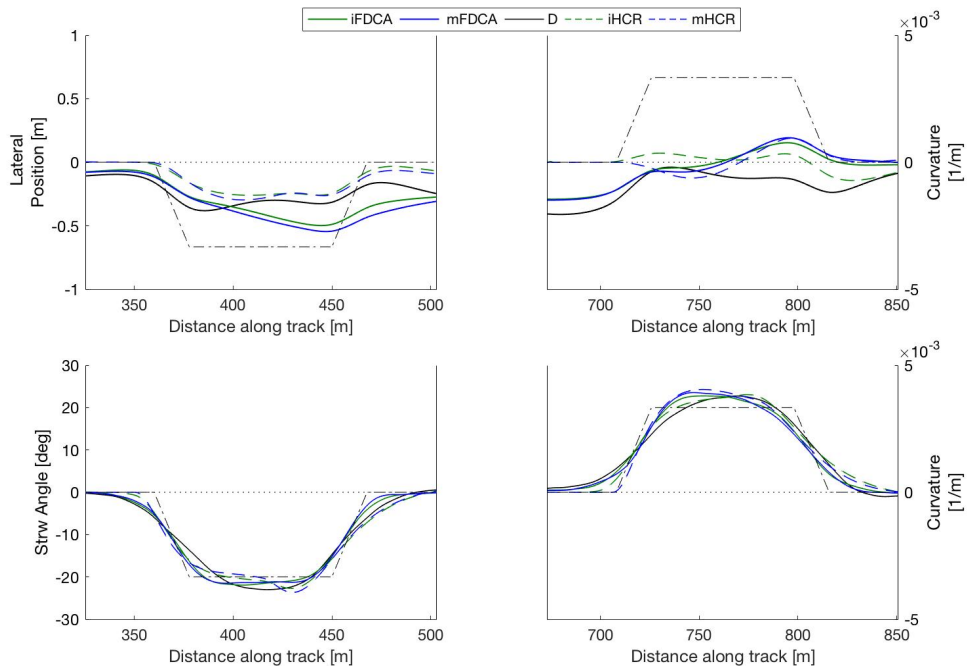 iFDCA mFDCA D iHCR mHCR
×10-3
1 5
0.5
0 0
-0.5
-1 -5
Lateral
Position [m]
Curvature
[1/m]
350 400 450 500 700 750 800 850
Distance along track [m] Distance along track [m]
×10-3
30 5
20
10
0 0
-10
-20
-30 -5
Strw Angle [deg]
Curvature
[1/m]
350 400 450 500 700 750 800 850
Distance along track [m] Distance along track [m]